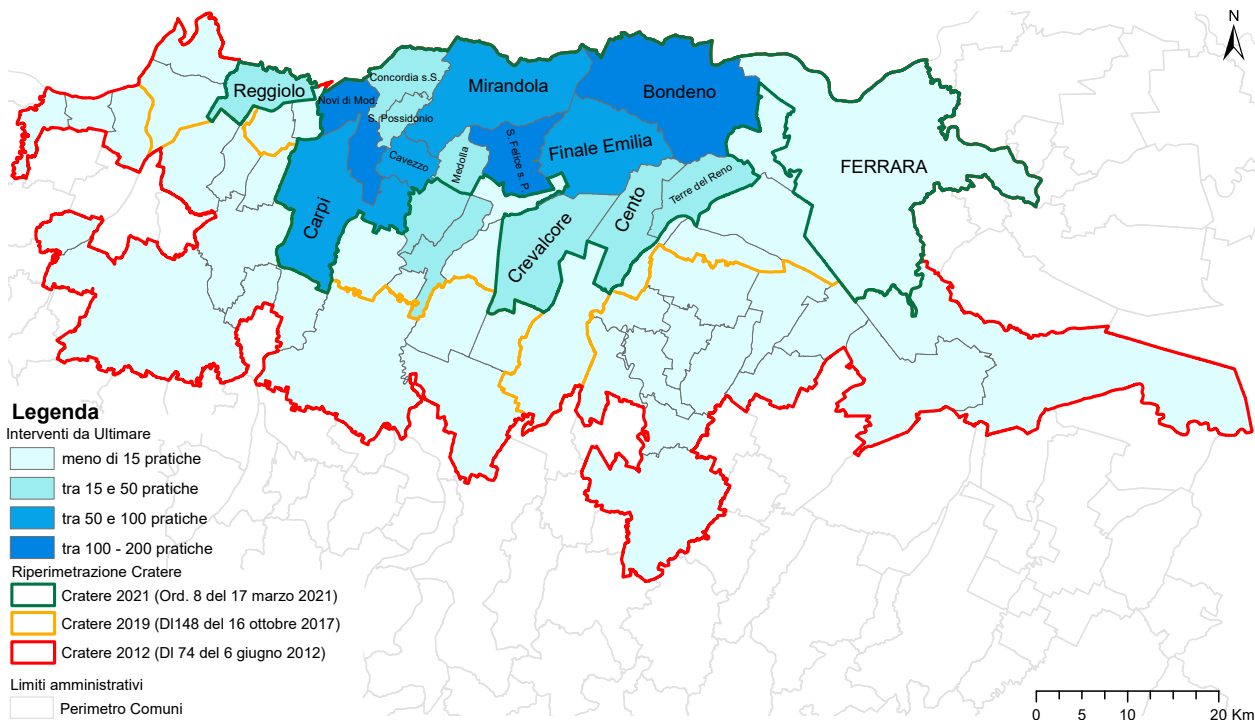 N
Concordia s.S.
Reggiolo
Mirandola
Novi di Mod.
Bondeno
S. Possidonio
S. Felice s. P.
Finale Emilia
Cavezzo
Medolla
FERRARA
Terre del Reno
Carpi
Cento
Crevalcore
Legenda
Interventi da Ultimare
meno di 15 pratiche
tra 15 e 50 pratiche
tra 50 e 100 pratiche
tra 100 - 200 pratiche
Riperimetrazione Cratere
Cratere 2021 (Ord. 8 del 17 marzo 2021)
Cratere 2019 (Dl148 del 16 ottobre 2017)
Cratere 2012 (Dl 74 del 6 giugno 2012)
Limiti amministrativi
Perimetro Comuni
0 5 10 20 Km